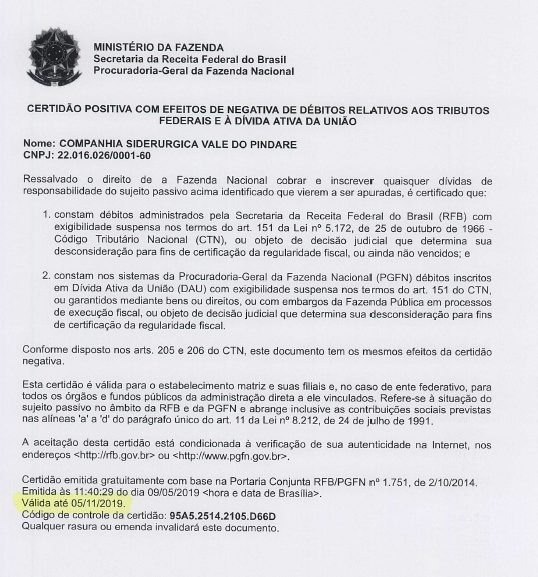 MINISTÉRIO DA FAZENDA
Secretaria da Receita Federal do Brasil
Procuradoria-Geral da Fazenda Nacional
CERTIDÃO POSITIVA COM EFEITOS DE NEGATIVA DE DÉBITOS RELATIVOS AOS TRIBUTOS
FEDERAIS E À DÍVIDA ATIVA DA UNIÃO
Nome: COMPANHIA SIDERURGICA VALE DO PINDARE
CNPJ: 22.016.026/0001-60
Ressalvado o direito de a Fazenda Nacional cobrar e inscrever quaisquer dívidas de
responsabilidade do sujeito passivo acima identificado que vierem a ser apuradas, é certificado que:
1. constam débitos administrados pela Secretaria da Receita Federal do Brasil (RFB) com
exigibilidade suspensa nos termos do art. 151 da Lei nº 5.172, de 25 de outubro de 1966 -
Código Tributário Nacional (CTN), ou objeto de decisão judicial que determina sua
desconsideração para fins de certificação da regularidade fiscal, ou ainda não vencidos; e
2. constam nos sistemas da Procuradoria-Geral da Fazenda Nacional (PGFN) débitos inscritos
em Dívida Ativa da União (DAU) com exigibilidade suspensa nos termos do art. 151 do CTN,
ou garantidos mediante bens ou direitos, ou com embargos da Fazenda Pública em processos
de execução fiscal, ou objeto de decisão judicial que determina sua desconsideração para fins
de certificação da regularidade fiscal.
Conforme disposto nos arts. 205 e 206 do CTN, este documento tem os mesmos efeitos da certidão
negativa.
Esta certidão é válida para o estabelecimento matriz e suas filiais e, no caso de ente federativo, para
todos os órgãos e fundos públicos da administração direta a ele vinculados. Refere-se à situação do
sujeito passivo no âmbito da RFB e da PGFN e abrange inclusive as contribuições sociais previstas
nas alíneas 'a' a 'd' do parágrafo único do art. 11 da Lei nº 8.212, de 24 de julho de 1991.
A aceitação desta certidão está condicionada à verificação de sua autenticidade na Internet, nos
endereços <http://rfb.gov.br> ou <http://www.pgfn.gov.br>.
Certidão emitida gratuitamente com base na Portaria Conjunta RFB/PGFN nº 1.751, de 2/10/2014.
Emitida às 11:40:29 do dia 09/05/2019 <hora e data de Brasília>.
Válida até 05/11/2019.
Código de controle da certidão: 95A5.2514.2105.D66D
Qualquer rasura ou emenda invalidará este documento.